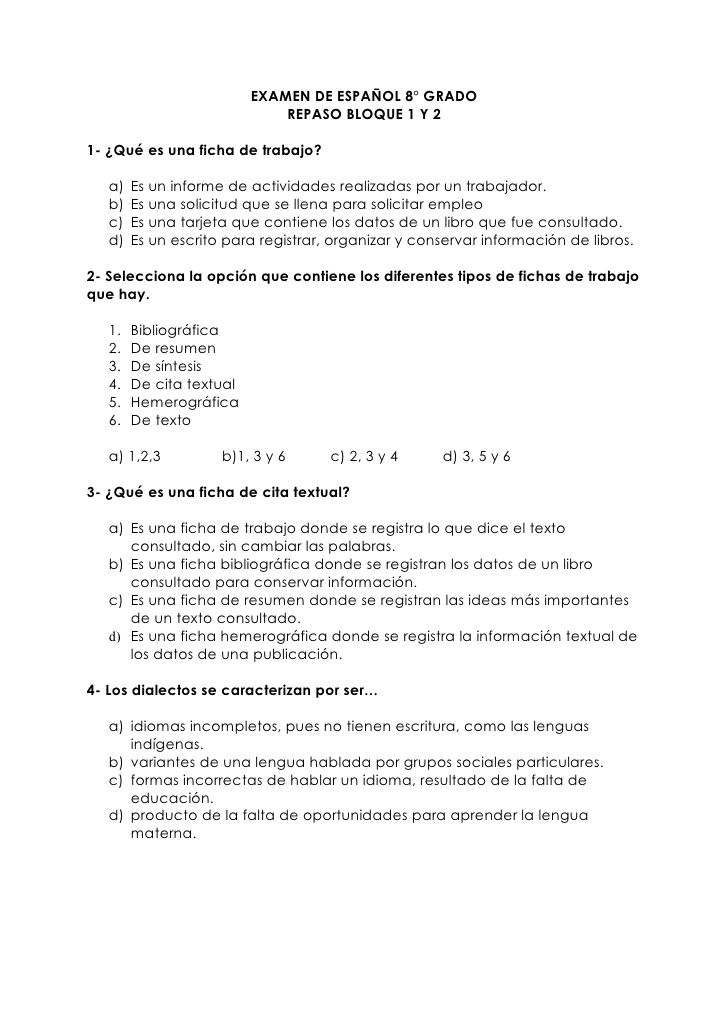 EXAMEN DE ESPAÑOL 8° GRADO
REPASO BLOQUE 1 Y 2
1- ¿Qué es una ficha de trabajo?
a) Es un informe de actividades realizadas por un trabajador.
b) Es una solicitud que se llena para solicitar empleo
c) Es una tarjeta que contiene los datos de un libro que fue consultado.
d) Es un escrito para registrar, organizar y conservar información de libros.
2- Selecciona la opción que contiene los diferentes tipos de fichas de trabajo
que hay.
1. Bibliográfica
2. De resumen
3. De síntesis
4. De cita textual
5. Hemerográfica
6. De texto
a) 1,2,3 b)1, 3 y 6 c) 2, 3 y 4 d) 3, 5 y 6
3- ¿Qué es una ficha de cita textual?
a) Es una ficha de trabajo donde se registra lo que dice el texto
consultado, sin cambiar las palabras.
b) Es una ficha bibliográfica donde se registran los datos de un libro
consultado para conservar información.
c) Es una ficha de resumen donde se registran las ideas más importantes
de un texto consultado.
d) Es una ficha hemerográfica donde se registra la información textual de
los datos de una publicación.
4- Los dialectos se caracterizan por ser…
a) idiomas incompletos, pues no tienen escritura, como las lenguas
indígenas.
b) variantes de una lengua hablada por grupos sociales particulares.
c) formas incorrectas de hablar un idioma, resultado de la falta de
educación.
d) producto de la falta de oportunidades para aprender la lengua
materna.